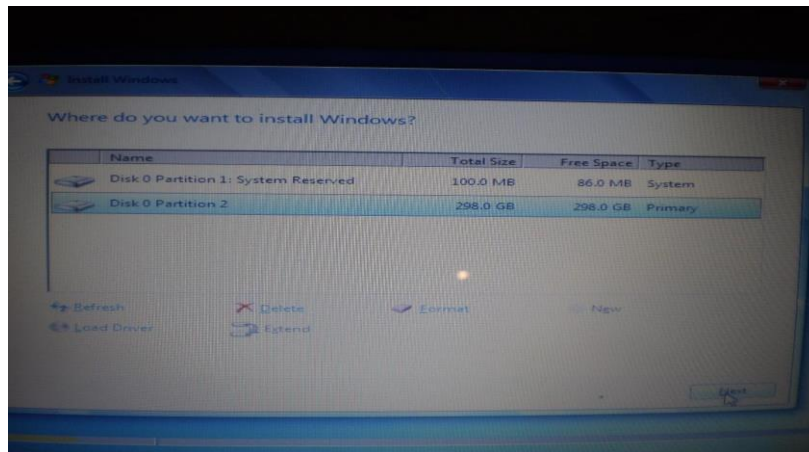 Install Windows
Where do you want to install Windows?
Name Total Size Free Space Type
Disk 0 Partition 1: System Reserved 100.0 MB 86.0 MB System
Disk 0 Partition 2 298.0 GB 298.0 GB Primary
Refresh Delete Format New
Load Driver Extend
Next